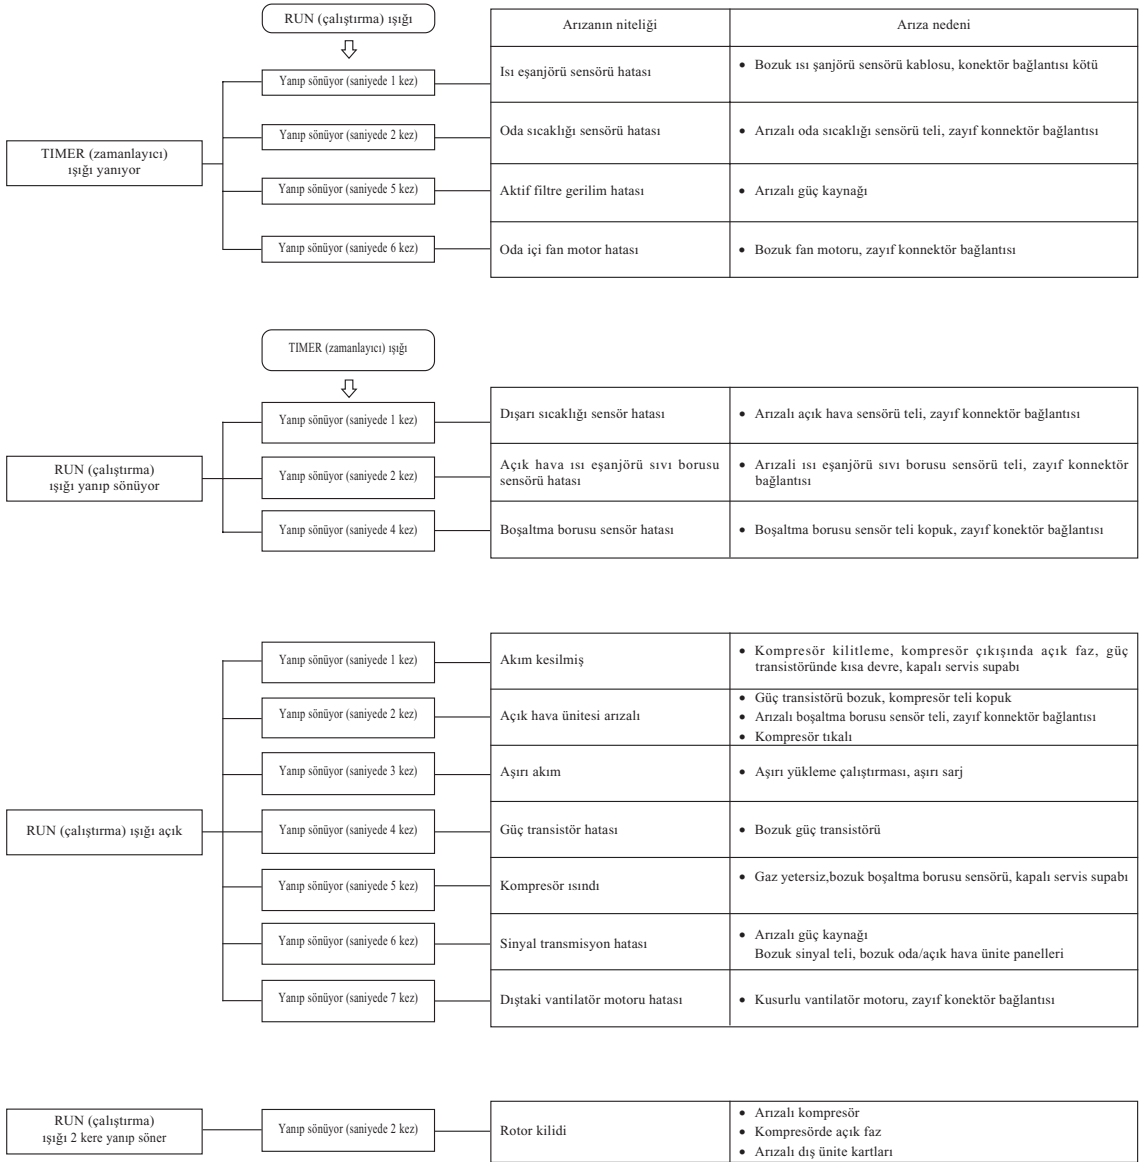 RUN (çalıştırma) ışığı
Arızanın niteliği
Arıza nedeni
TIMER (zamanlayıcı)
ışığı yanıyor
Yanıp sönüyor (saniyede 1 kez)
Isı eşanjörü sensörü hatası
• Bozuk ısı şanjörü sensörü kablosu, konektör bağlantısı kötü
Yanıp sönüyor (saniyede 2 kez)
Oda sıcaklığı sensörü hatası
• Arızalı oda sıcaklığı sensörü teli, zayıf konnektör bağlantısı
Yanıp sönüyor (saniyede 5 kez)
Aktif filtre gerilim hatası
• Arızalı güç kaynağı
Yanıp sönüyor (saniyede 6 kez)
Oda içi fan motor hatası
• Bozuk fan motoru, zayıf konnektör bağlantısı
TIMER (zamanlayıcı) ışığı
RUN (çalıştırma)
ışığı yanıp sönüyor
Yanıp sönüyor (saniyede 1 kez)
Dışarı sıcaklığı sensör hatası
• Arızalı açık hava sensörü teli, zayıf konnektör bağlantısı
Yanıp sönüyor (saniyede 2 kez)
Açık hava ısı eşanjörü sıvı borusu
sensörü hatası
• Arızali ısı eşanjörü sıvı borusu sensörü teli, zayıf konnektör
bağlantısı
Yanıp sönüyor (saniyede 4 kez)
Boşaltma borusu sensör hatası
• Boşaltma borusu sensör teli kopuk, zayıf konektör bağlantısı
RUN (çalıştırma) ışığı açık
Yanıp sönüyor (saniyede 1 kez)
Akım kesilmiş
• Kompresör kilitleme, kompresör çıkışında açık faz, güç
transistöründe kısa devre, kapalı servis supabı
Yanıp sönüyor (saniyede 2 kez)
Açık hava ünitesi arızalı
• Güç transistörü bozuk, kompresör teli kopuk
• Arızalı boşaltma borusu sensör teli, zayıf konnektör bağlantısı
• Kompresör tıkalı
Yanıp sönüyor (saniyede 3 kez)
Aşırı akım
• Aşırı yükleme çalıştırması, aşırı sarj
Yanıp sönüyor (saniyede 4 kez)
Güç transistör hatası
• Bozuk güç transistörü
Yanıp sönüyor (saniyede 5 kez)
Kompresör ısındı
• Gaz yetersiz,bozuk boşaltma borusu sensörü, kapalı servis supabı
Yanıp sönüyor (saniyede 6 kez)
Sinyal transmisyon hatası
• Arızalı güç kaynağı
Bozuk sinyal teli, bozuk oda/açık hava ünite panelleri
Yanıp sönüyor (saniyede 7 kez)
Dıştaki vantilatör motoru hatası
• Kusurlu vantilatör motoru, zayıf konektör bağlantısı
RUN (çalıştırma)
ışığı 2 kere yanıp söner
Yanıp sönüyor (saniyede 2 kez)
Rotor kilidi
• Arızalı kompresör
• Kompresörde açık faz
• Arızalı dış ünite kartları